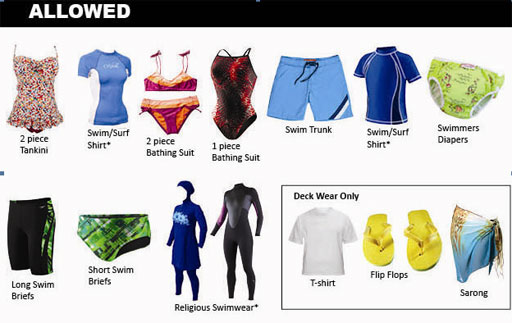 ALLOWED
2 piece
Tankini
Swim/Surf
Shirt*
2 piece
Bathing Suit
1 piece
Bathing Suit
Swim Trunk
Swim/Surf
Shirt*
Swimmers
Diapers
Long Swim
Briefs
Short Swim
Briefs
Religious Swimwear*
Deck Wear Only
T-shirt
Flip Flops
Sarong